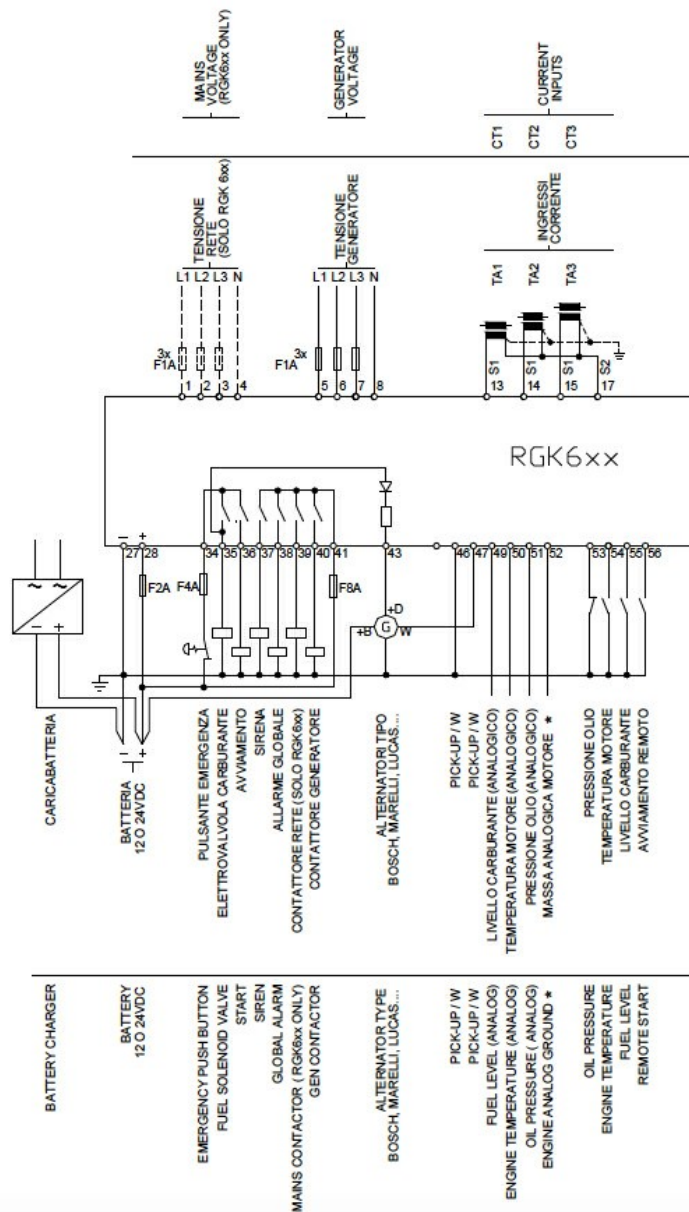 MAINS
VOLTAGE
(RGK6xx ONLY)
GENERATOR
VOLTAGE
CURRENT
INPUTS
CT1
CT2
CT3
TENSIONE
RETE
(SOLO RGK 6xx)
TENSIONE
GENERATORE
INGRESSI
CORRENTE
L1 L2 L3 N
L1 L2 L3 N
TA1
TA2
TA3
3x
F1A
3x
F1A
S1
S1
S1
S2
1 2 3 4
5 6 7 8
13 14 15 17
RGK6xx
- +
27 28 34 35 36 37 38 39 40 41 43 46 47 49 50 51 52 53 54 55 56
F2A
F4A
F8A
+D
+B G W
- +
- +
CARICABATTERIA
BATTERIA
12 O 24VDC
PULSANTE EMERGENZA
ELETTROVALVOLA CARBURANTE
AVVIAMENTO
SIRENA
ALLARME GLOBALE
CONTATTORE RETE (SOLO RGK6xx)
CONTATTORE GENERATORE
ALTERNATORI TIPO
BOSCH, MARELLI, LUCAS....
PICK-UP / W
PICK-UP / W
LIVELLO CARBURANTE (ANALOGICO)
TEMPERATURA MOTORE (ANALOGICO)
PRESSIONE OLIO (ANALOGICO)
MASSA ANALOGICA MOTORE *
PRESSIONE OLIO
TEMPERATURA MOTORE
LIVELLO CARBURANTE
AVVIAMENTO REMOTO
BATTERY CHARGER
BATTERY
12 O 24VDC
EMERGENCY PUSH BUTTON
FUEL SOLENOID VALVE
START
SIREN
GLOBAL ALARM
MAINS CONTACTOR ( RGK6xx ONLY)
GEN CONTACTOR
ALTERNATOR TYPE
BOSCH, MARELLI, LUCAS....
PICK-UP / W
PICK-UP / W
FUEL LEVEL (ANALOG)
ENGINE TEMPERATURE (ANALOG)
OIL PRESSURE ( ANALOG)
ENGINE ANALOG GROUND *
OIL PRESSURE
ENGINE TEMPERATURE
FUEL LEVEL
REMOTE START